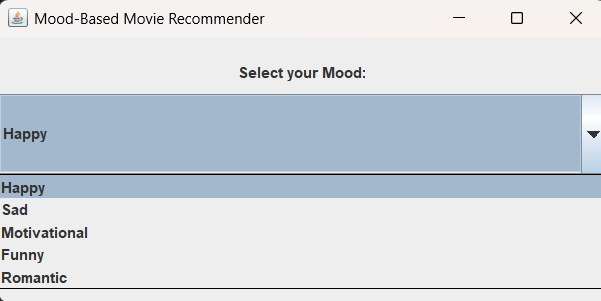 Mood-Based Movie Recommender
Select your Mood:
Happy
Happy
Sad
Motivational
Funny
Romantic